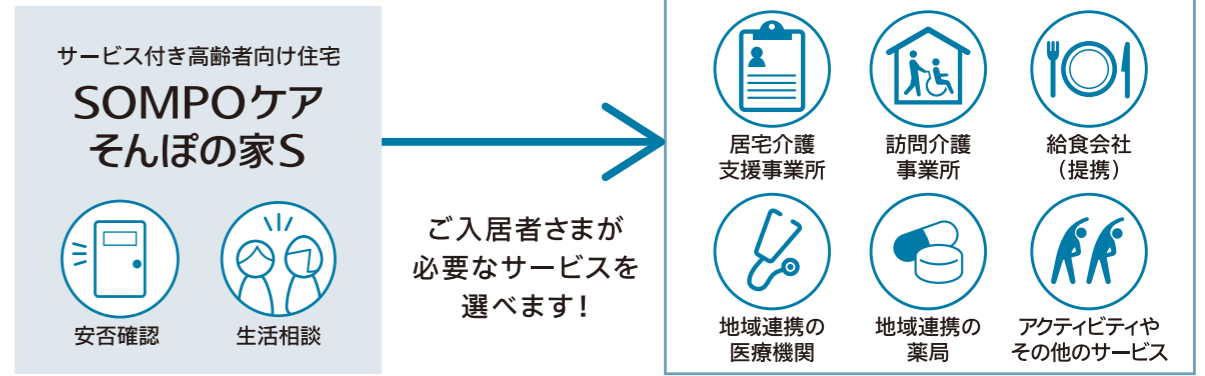 サービス付き高齢者向け住宅
SOMPOケア
そんぽの家S
安否確認
生活相談
ご入居者さまが
必要なサービスを
選べます!
居宅介護
支援事業所
訪問介護
事業所
給食会社
(提携)
地域連携の
医療機関
地域連携の
薬局
アクティビティや
その他のサービス